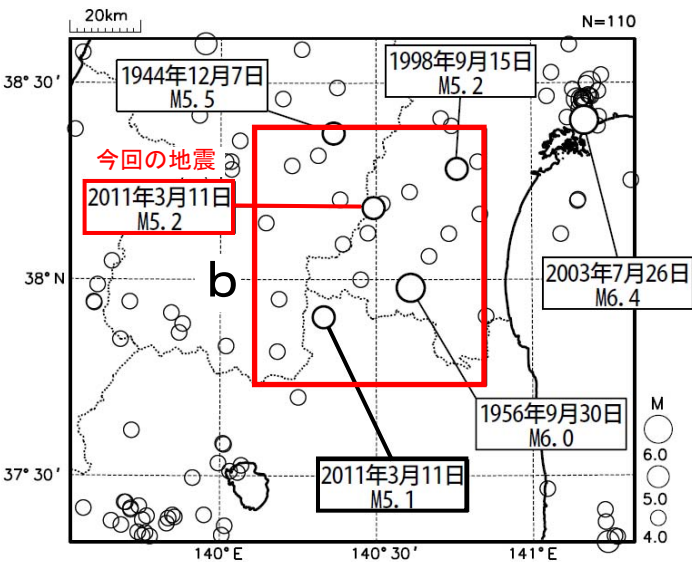 20km
N=110
38°30′
1944年12月7日
M5.5
1998年9月15日
M5.2
今回の地震
2011年3月11日
M5.2
b
38°N
2003年7月26日
M6.4
1956年9月30日
M6.0
2011年3月11日
M5.1
37°30′
M
6.0
5.0
4.0
140°E
140°30′
141°E